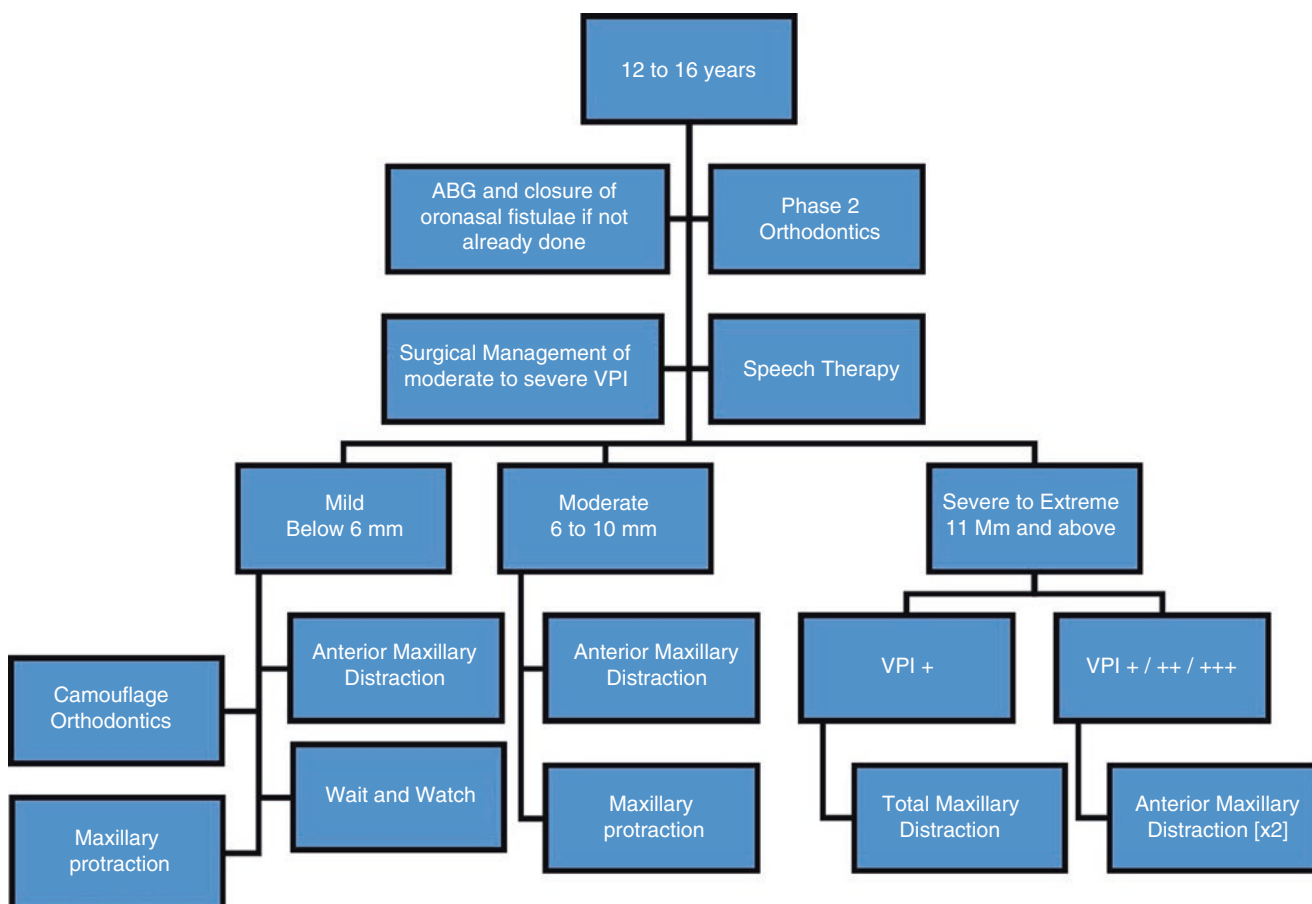 12 to 16 years
ABG and closure of
oronasal fistulae if not
already done
Phase 2
Orthodontics
Surgical Management of
moderate to severe VPI
Speech Therapy
Mild
Below 6 mm
Moderate
6 to 10 mm
Severe to Extreme
11 Mm and above
Anterior Maxillary
Distraction
Anterior Maxillary
Distraction
VPI +
VPI + / ++ / +++
Camouflage
Orthodontics
Wait and Watch
Maxillary
protraction
Maxillary
protraction
Total Maxillary
Distraction
Anterior Maxillary
Distraction [x2]